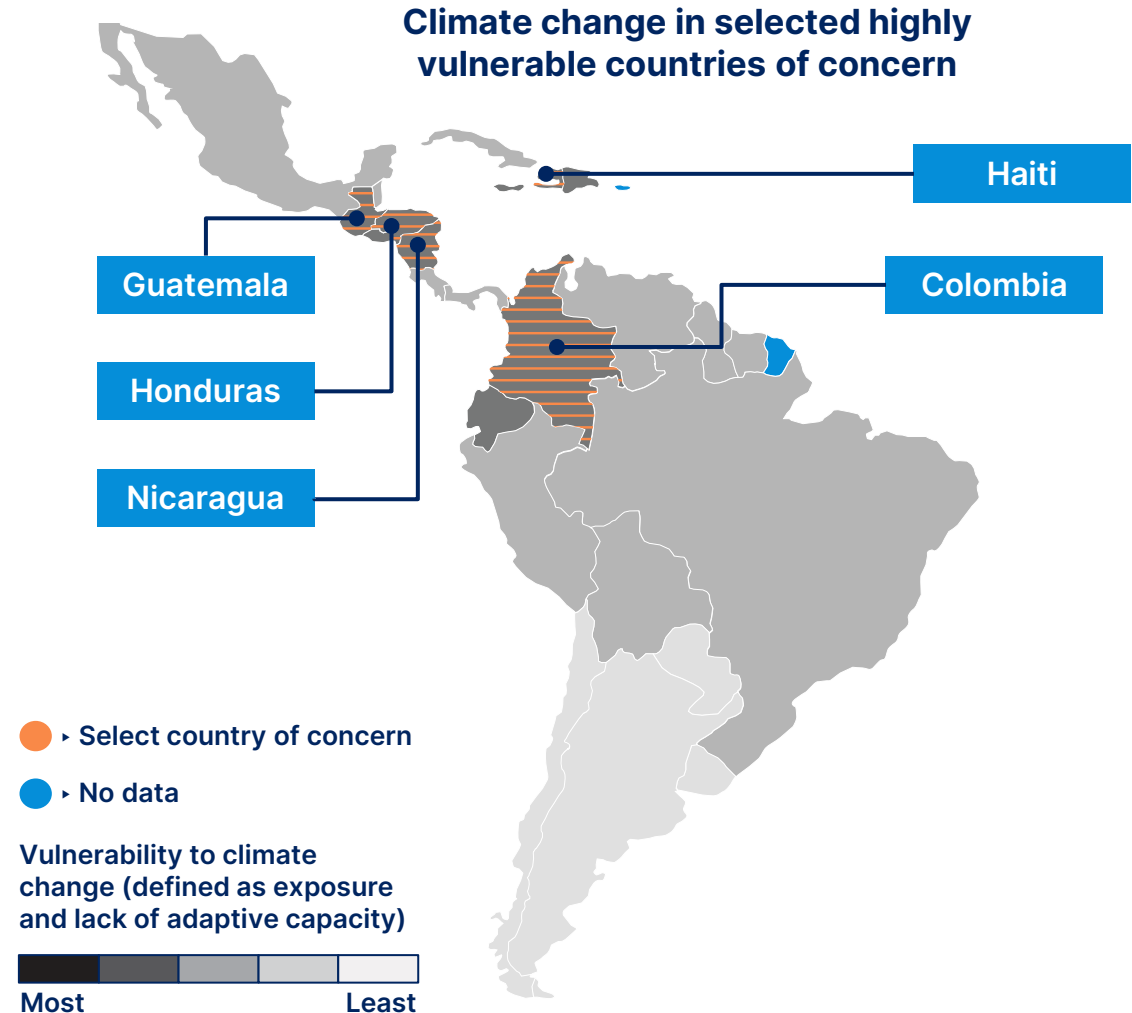 Climate change in selected highly
vulnerable countries of concern
Haiti
Guatemala
Colombia
Honduras
Nicaragua
Select country of concern
No data
Vulnerability to climate
change (defined as exposure
and lack of adaptive capacity)
Most
Least